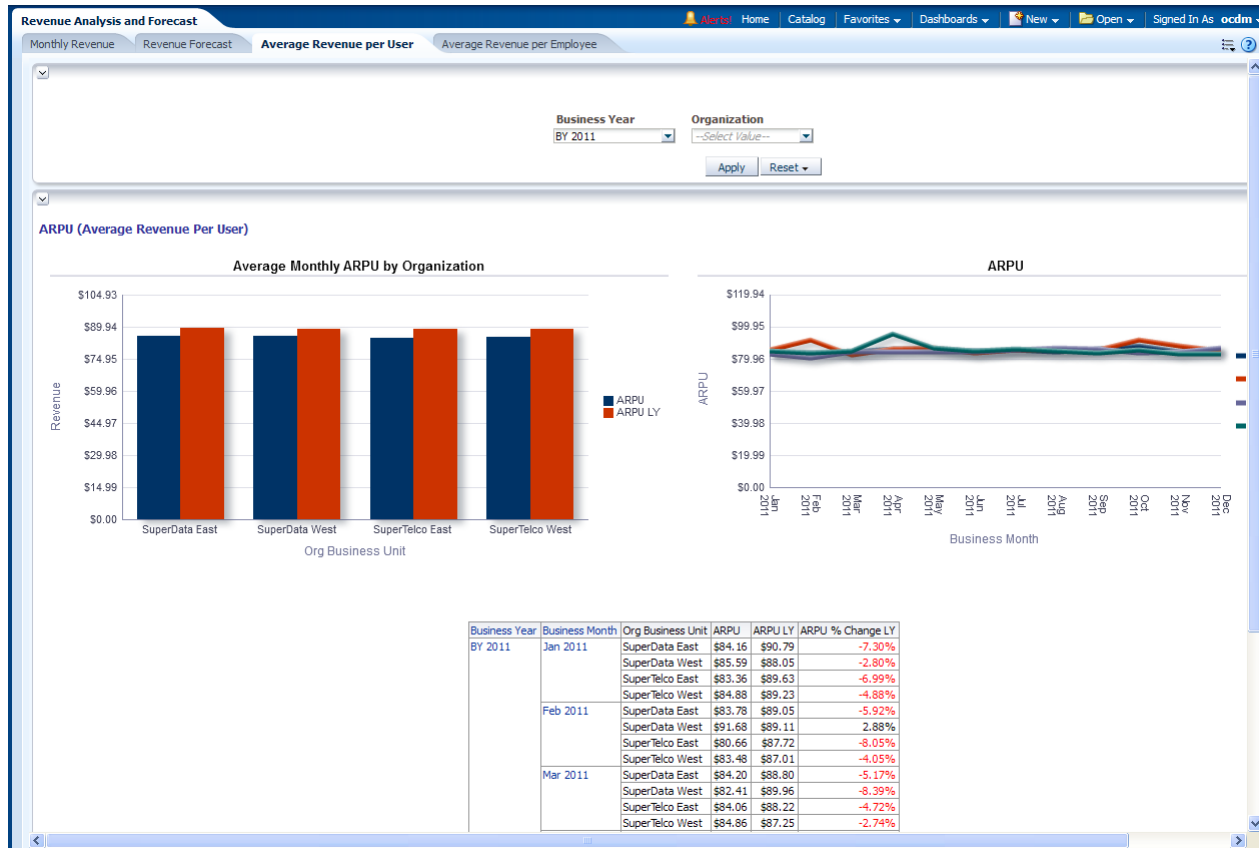 Revenue Analysis and Forecast
Alerts! Home Catalog Favorites Dashboards New Open Signed In As ocdm
Monthly Revenue Revenue Forecast Average Revenue per User Average Revenue per Employee
Business Year Organization
BY 2011 --Select Value--
Apply Reset
ARPU (Average Revenue Per User)
Average Monthly ARPU by Organization
$104.93
$89.94
$74.95
$59.96
$44.97
$29.98
$14.99
$0.00
Revenue
SuperData East SuperData West SuperTelco East SuperTelco West
Org Business Unit
ARPU
ARPU LY
ARPU
$119.94
$99.95
$79.96
$59.97
$39.98
$19.99
$0.00
ARPU
Jan 2011 Feb 2011 Mar 2011 Apr 2011 May 2011 Jun 2011 Jul 2011 Aug 2011 Sep 2011 Oct 2011 Nov 2011 Dec 2011
Business Month
Business Year Business Month Org Business Unit ARPU ARPU LY ARPU % Change LY
BY 2011 Jan 2011 SuperData East $84.16 $90.79 -7.30%
SuperData West $85.59 $88.05 -2.80%
SuperTelco East $83.36 $89.63 -6.99%
SuperTelco West $84.88 $89.23 -4.88%
Feb 2011 SuperData East $83.78 $89.05 -5.92%
SuperData West $91.68 $89.11 2.88%
SuperTelco East $80.66 $87.72 -8.05%
SuperTelco West $83.48 $87.01 -4.05%
Mar 2011 SuperData East $84.20 $88.80 -5.17%
SuperData West $82.41 $89.96 -8.39%
SuperTelco East $84.06 $88.22 -4.72%
SuperTelco West $84.86 $87.25 -2.74%